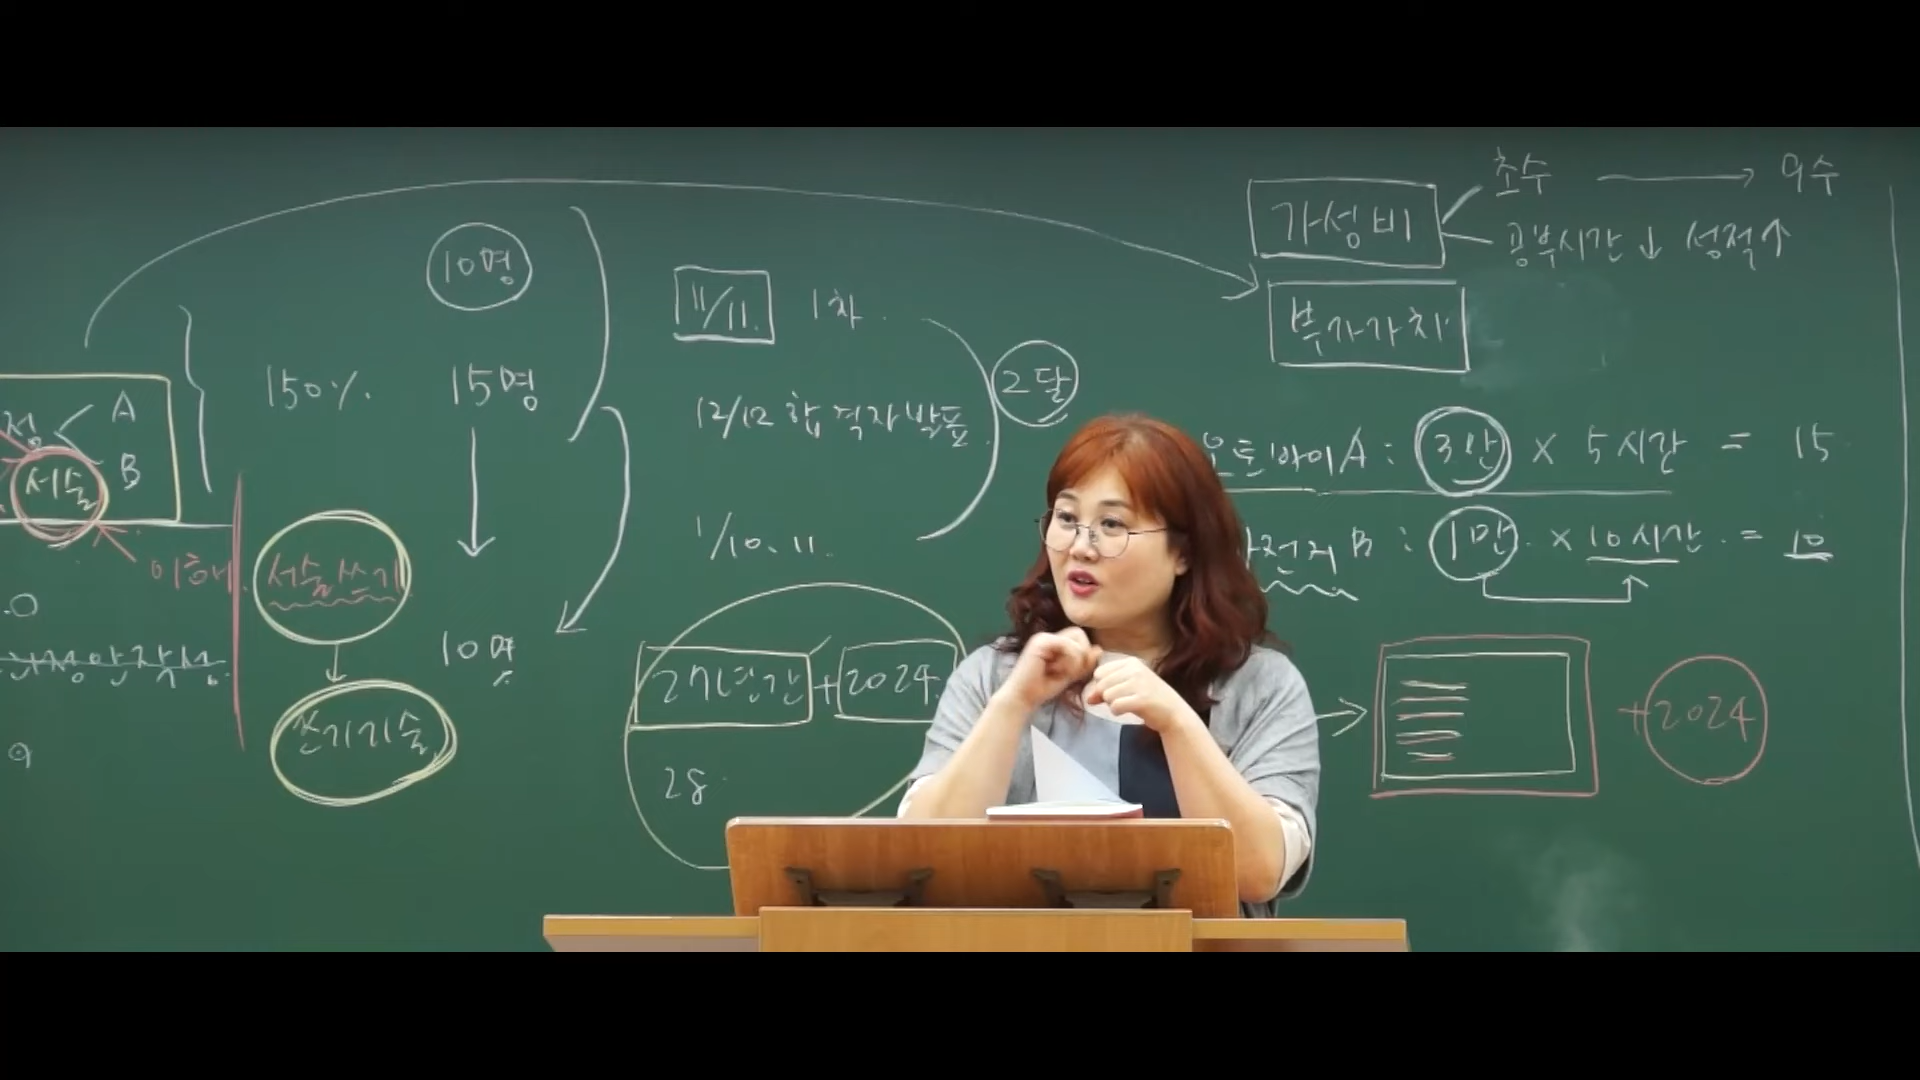 A
B
서술
이해
서술쓰기
쓰기기술
150%
10명
15명
10명
11/11. 1차
12/12 합격자발표
1/10. 11.
2달
27년간 + 2024
28
가성비
초수 → 9수
공부시간↓ 성적↑
부가가치
오토바이A : 3만 × 5시간 = 15
자전거B : 1만 × 10시간 = 10
+2024